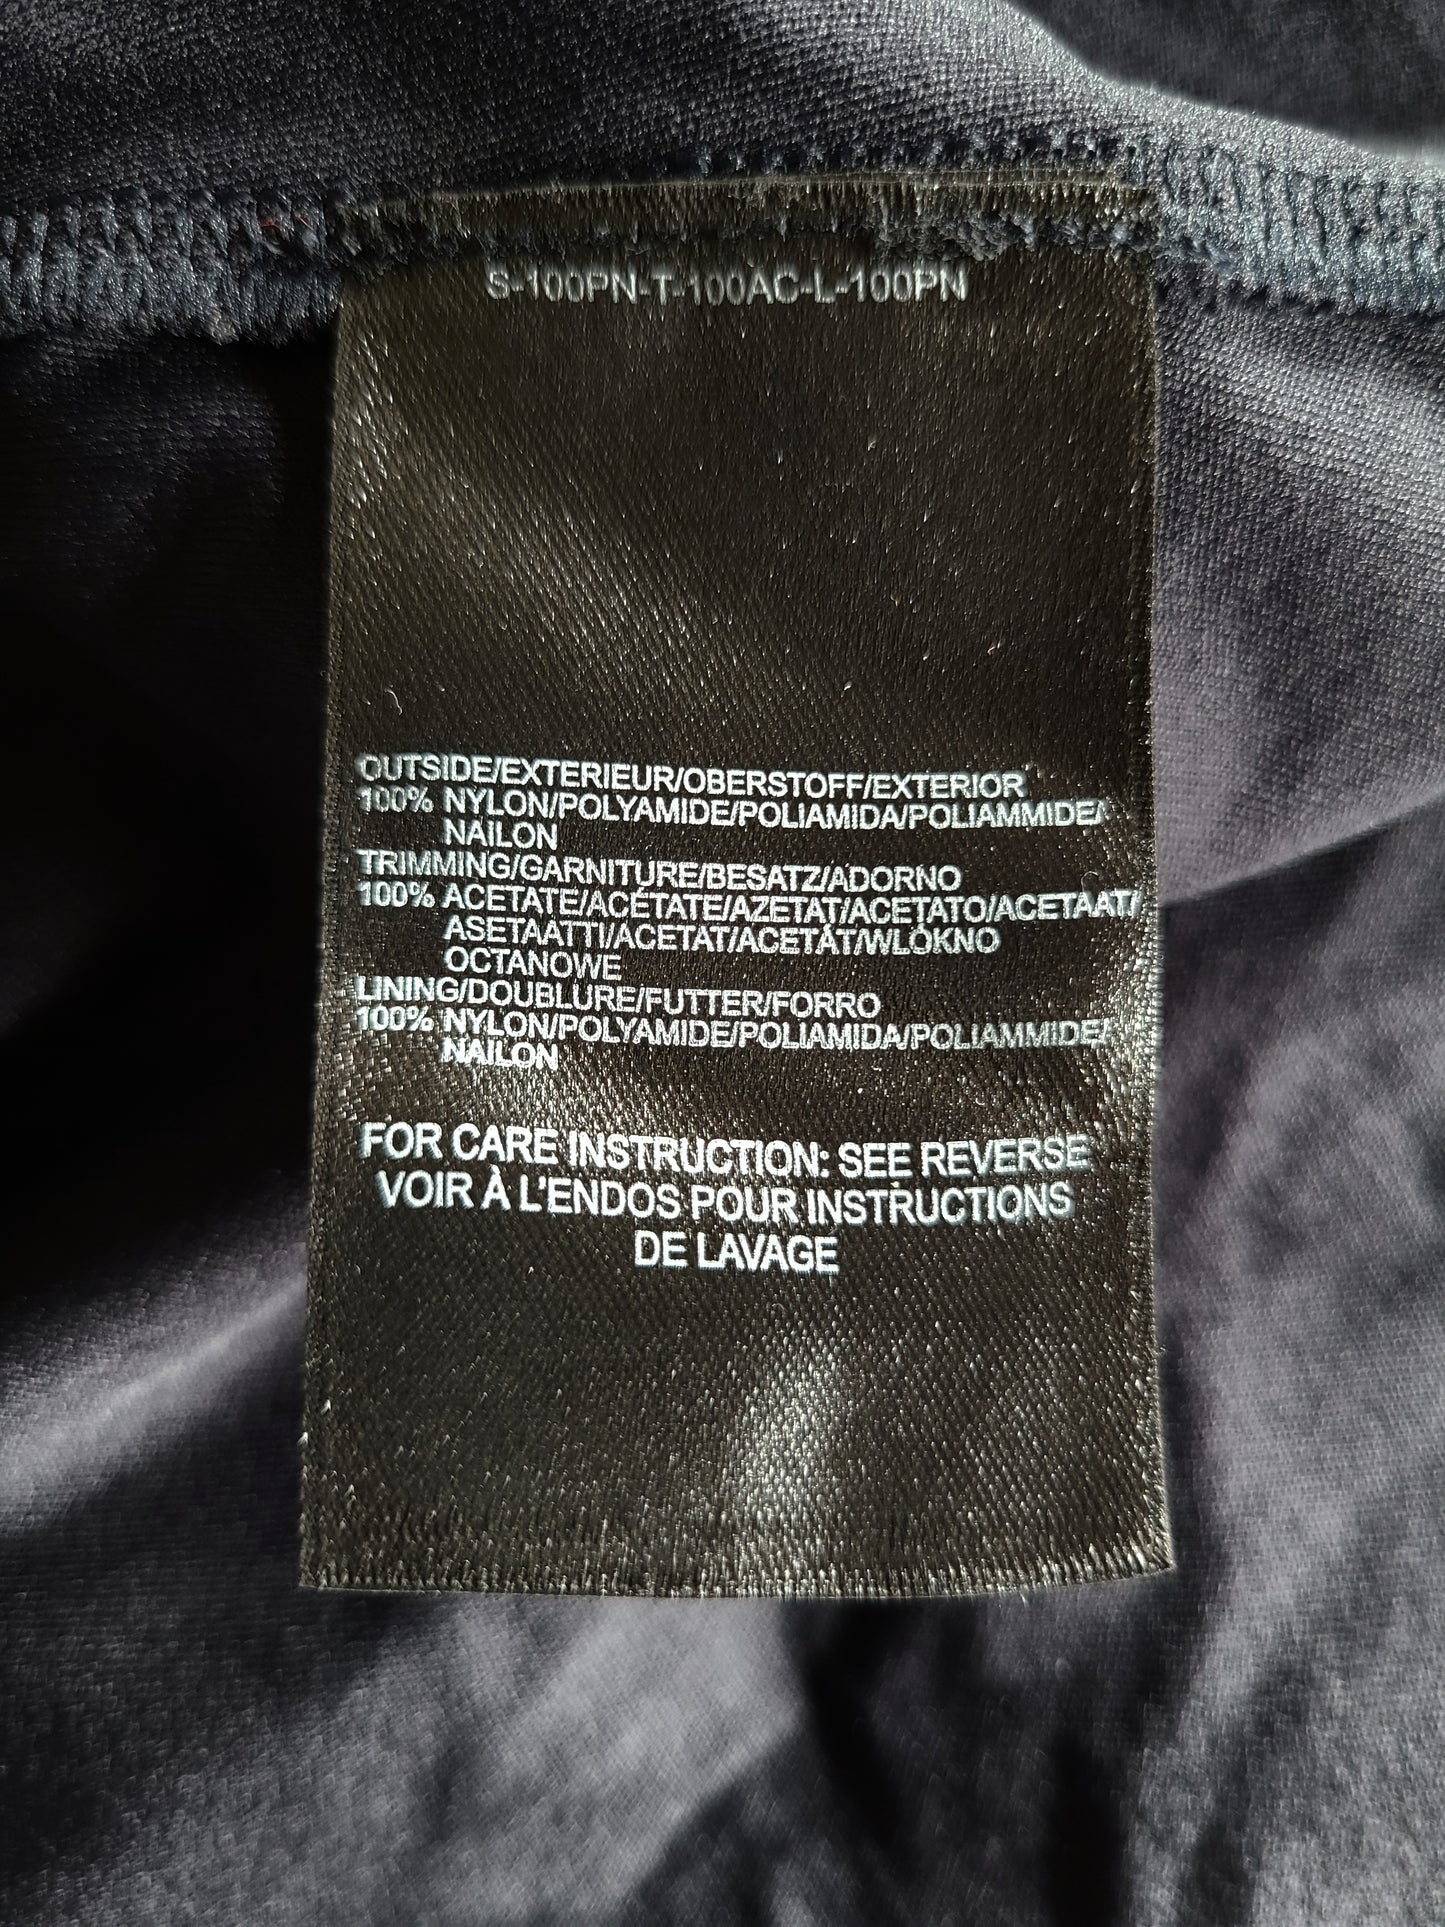 S-100PN-T-100AC-L-100PN
OUTSIDE/EXTERIEUR/OBERSTOFF/EXTERIOR
100% NYLON/POLYAMIDE/POLIAMIDA/POLIAMMIDE/
NAILON
TRIMMING/GARNITURE/BESATZ/ADORNO
100% ACETATE/ACÉTATE/AZETAT/ACETATO/ACETAAT/
ASETAATTI/ACETAT/ACETÁT/WLÓKNO
OCTANOWE
LINING/DOUBLURE/FUTTER/FORRO
100% NYLON/POLYAMIDE/POLIAMIDA/POLIAMMIDE/
NAILON
FOR CARE INSTRUCTION: SEE REVERSE
VOIR À L'ENDOS POUR INSTRUCTIONS
DE LAVAGE